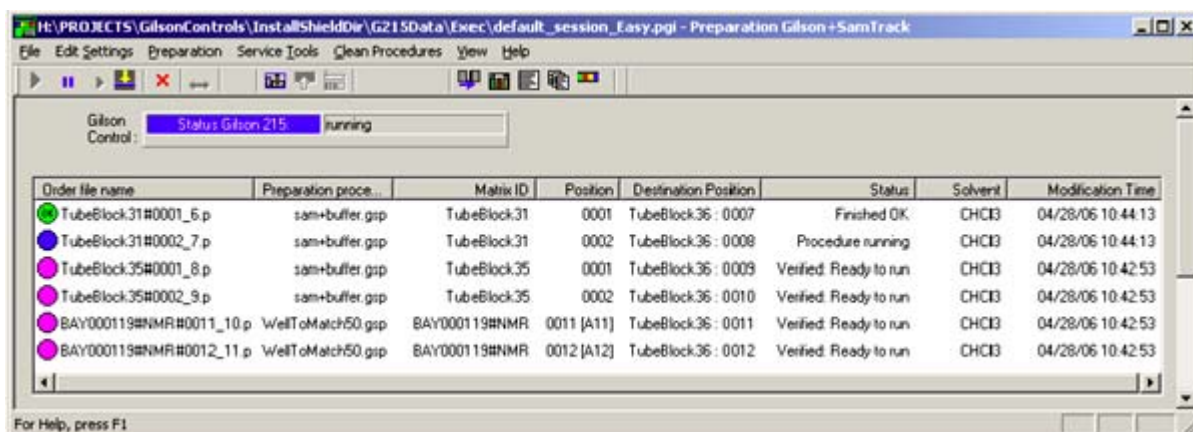 H:\PROJECTS\GilsonControls\InstallShieldDir\G215Data\Exec\default_session_Easy.pgi - Preparation Gilson+SamTrack
File Edit Settings Preparation Service Tools Clean Procedures View Help
Gilson Control : Status Gilson 215: running
Order file name Preparation proce... Matrix ID Position Destination Position Status Solvent Modification Time
OK TubeBlock31#0001_6.p sam+buffer.gsp TubeBlock31 0001 TubeBlock36 : 0007 Finished OK CHCl3 04/28/06 10:44:13
TubeBlock31#0002_7.p sam+buffer.gsp TubeBlock31 0002 TubeBlock36 : 0008 Procedure running CHCl3 04/28/06 10:44:13
TubeBlock35#0001_8.p sam+buffer.gsp TubeBlock35 0001 TubeBlock36 : 0009 Verified: Ready to run CHCl3 04/28/06 10:42:53
TubeBlock35#0002_9.p sam+buffer.gsp TubeBlock35 0002 TubeBlock36 : 0010 Verified: Ready to run CHCl3 04/28/06 10:42:53
BAY000119#NMR#0011_10.p WellToMatch50.gsp BAY000119#NMR 0011 [A11] TubeBlock36 : 0011 Verified: Ready to run CHCl3 04/28/06 10:42:53
BAY000119#NMR#0012_11.p WellToMatch50.gsp BAY000119#NMR 0012 [A12] TubeBlock36 : 0012 Verified: Ready to run CHCl3 04/28/06 10:42:53
For Help, press F1